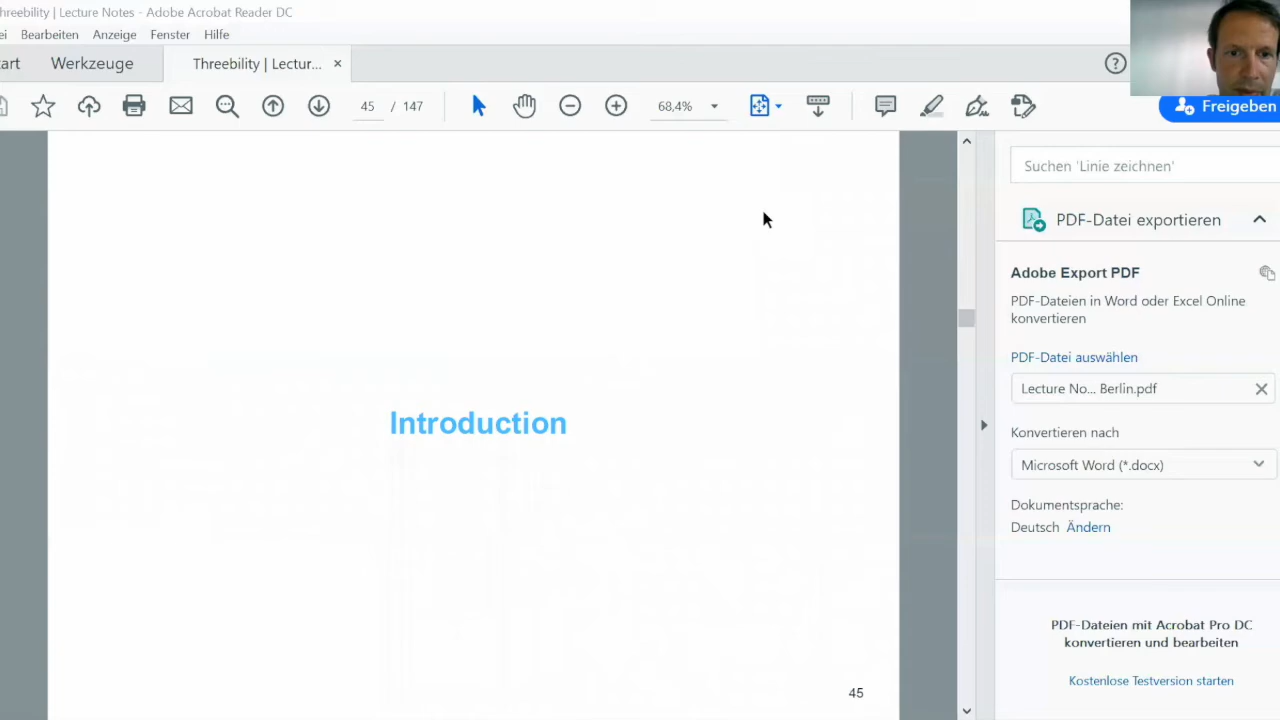 hreebility | Lecture Notes - Adobe Acrobat Reader DC
ei Bearbeiten Anzeige Fenster Hilfe
art Werkzeuge Threebility | Lectur... ×
45 / 147 68,4% Freigeben
Suchen 'Linie zeichnen'
PDF-Datei exportieren
Adobe Export PDF
PDF-Dateien in Word oder Excel Online
konvertieren
PDF-Datei auswählen
Lecture No... Berlin.pdf
Introduction
Konvertieren nach
Microsoft Word (*.docx)
Dokumentsprache:
Deutsch Ändern
PDF-Dateien mit Acrobat Pro DC
konvertieren und bearbeiten
Kostenlose Testversion starten
45